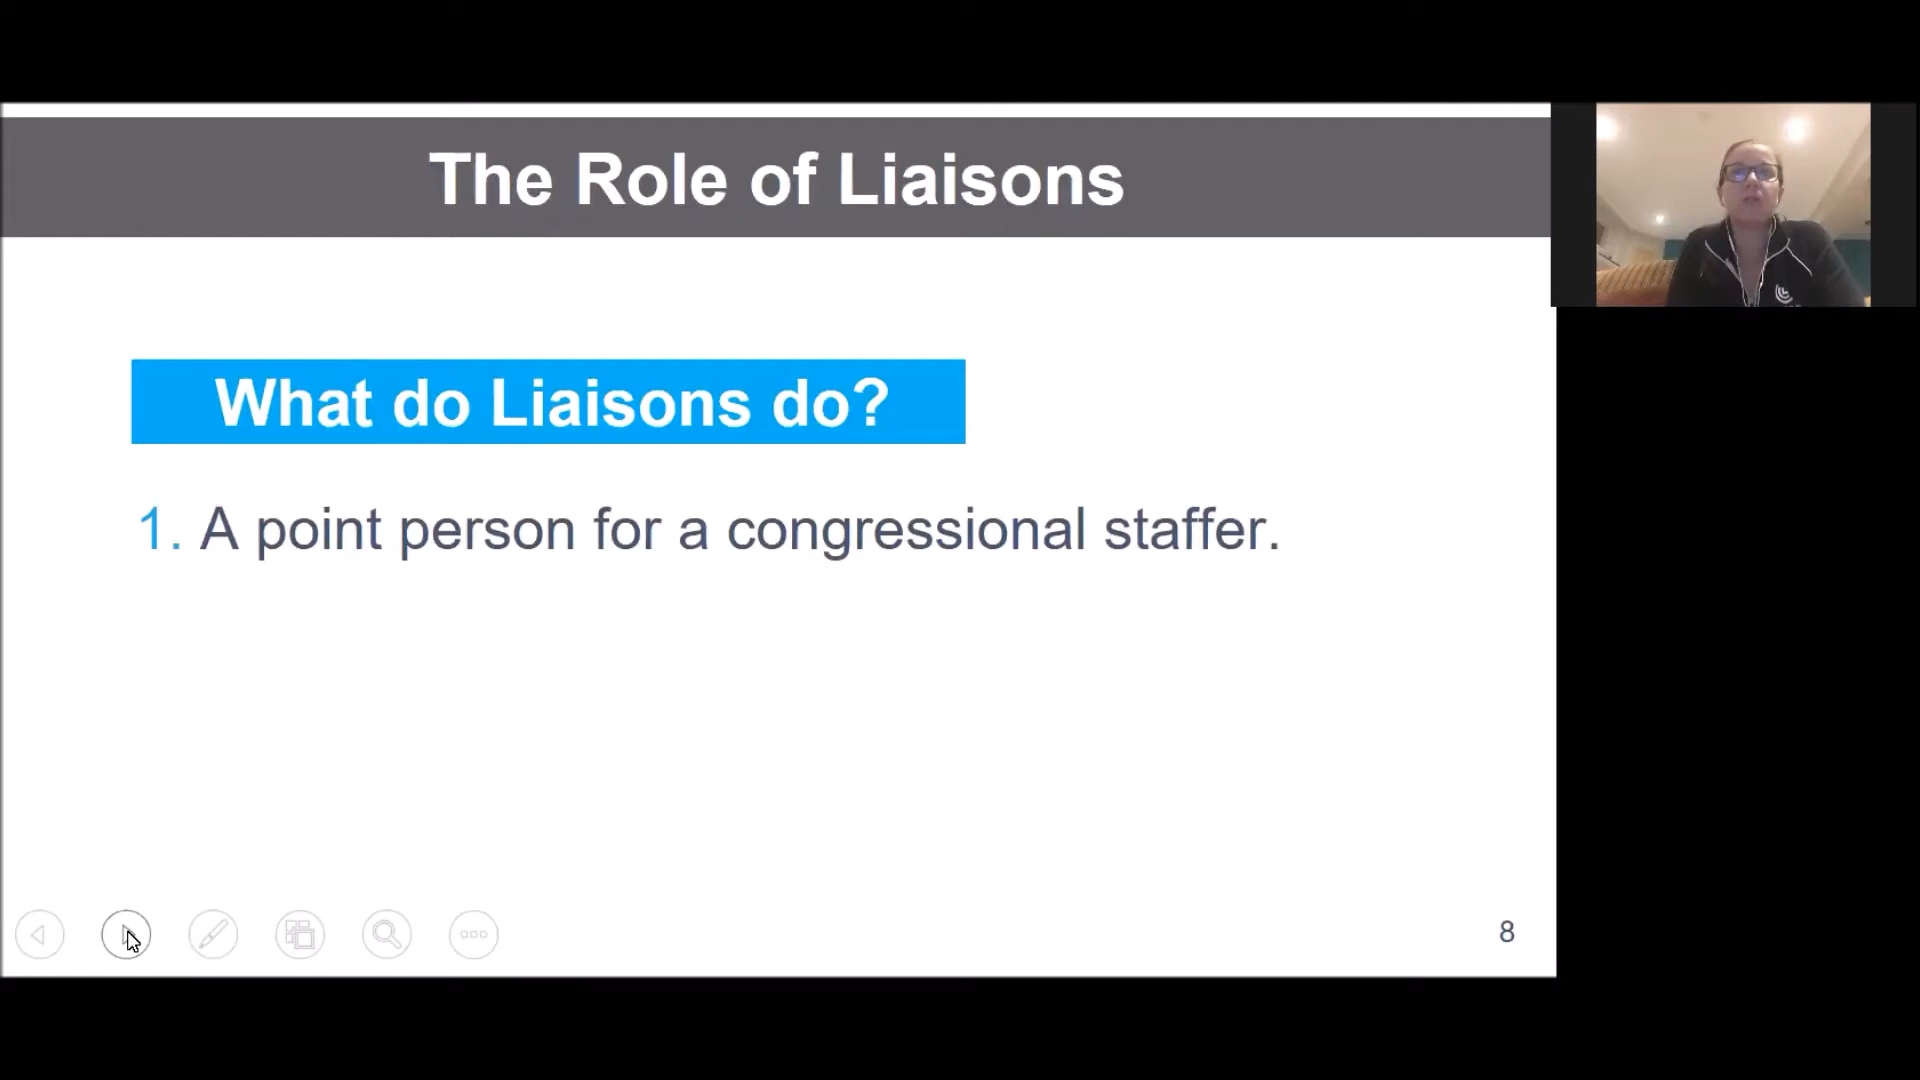 The Role of Liaisons
What do Liaisons do?
1. A point person for a congressional staffer.
8